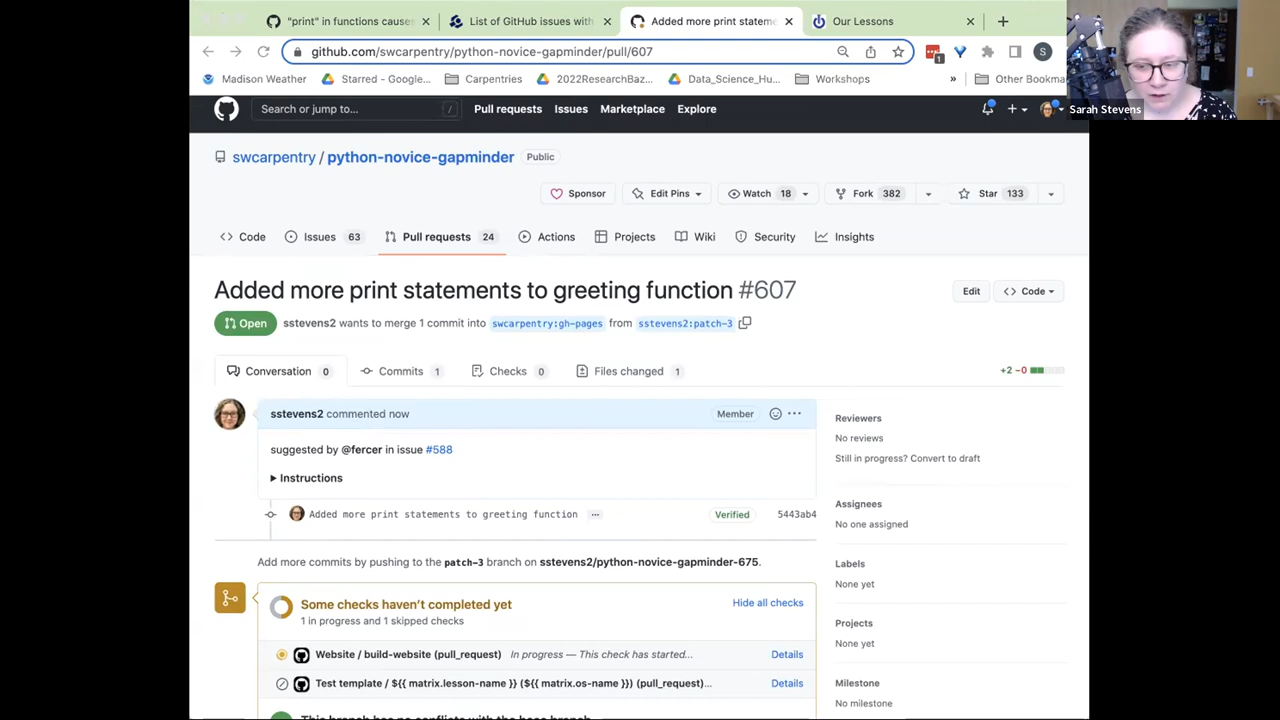 "print" in functions cause
List of GitHub issues with
Added more print stateme
Our Lessons
github.com/swcarpentry/python-novice-gapminder/pull/607
1
S
Madison Weather
Starred - Google...
Carpentries
2022ResearchBaz...
Data_Science_Hu...
Workshops
»
Other Bookma
Sarah Stevens
Search or jump to...
/
Pull requests
Issues
Marketplace
Explore
swcarpentry / python-novice-gapminder
Public
Sponsor
Edit Pins
Watch 18
Fork 382
Star 133
Code
Issues 63
Pull requests 24
Actions
Projects
Wiki
Security
Insights
Added more print statements to greeting function #607
Edit
<> Code
Open
sstevens2 wants to merge 1 commit into swcarpentry:gh-pages from sstevens2:patch-3
Conversation 0
Commits 1
Checks 0
Files changed 1
+2 −0
sstevens2 commented now
Member
suggested by @fercer in issue #588
Instructions
Added more print statements to greeting function
...
Verified
5443ab4
Add more commits by pushing to the patch-3 branch on sstevens2/python-novice-gapminder-675.
Some checks haven't completed yet
Hide all checks
1 in progress and 1 skipped checks
Website / build-website (pull_request) In progress — This check has started...
Details
Test template / ${{ matrix.lesson-name }} (${{ matrix.os-name }}) (pull_request)...
Details
This branch has no conflicts with the base branch
Reviewers
No reviews
Still in progress? Convert to draft
Assignees
No one assigned
Labels
None yet
Projects
None yet
Milestone
No milestone